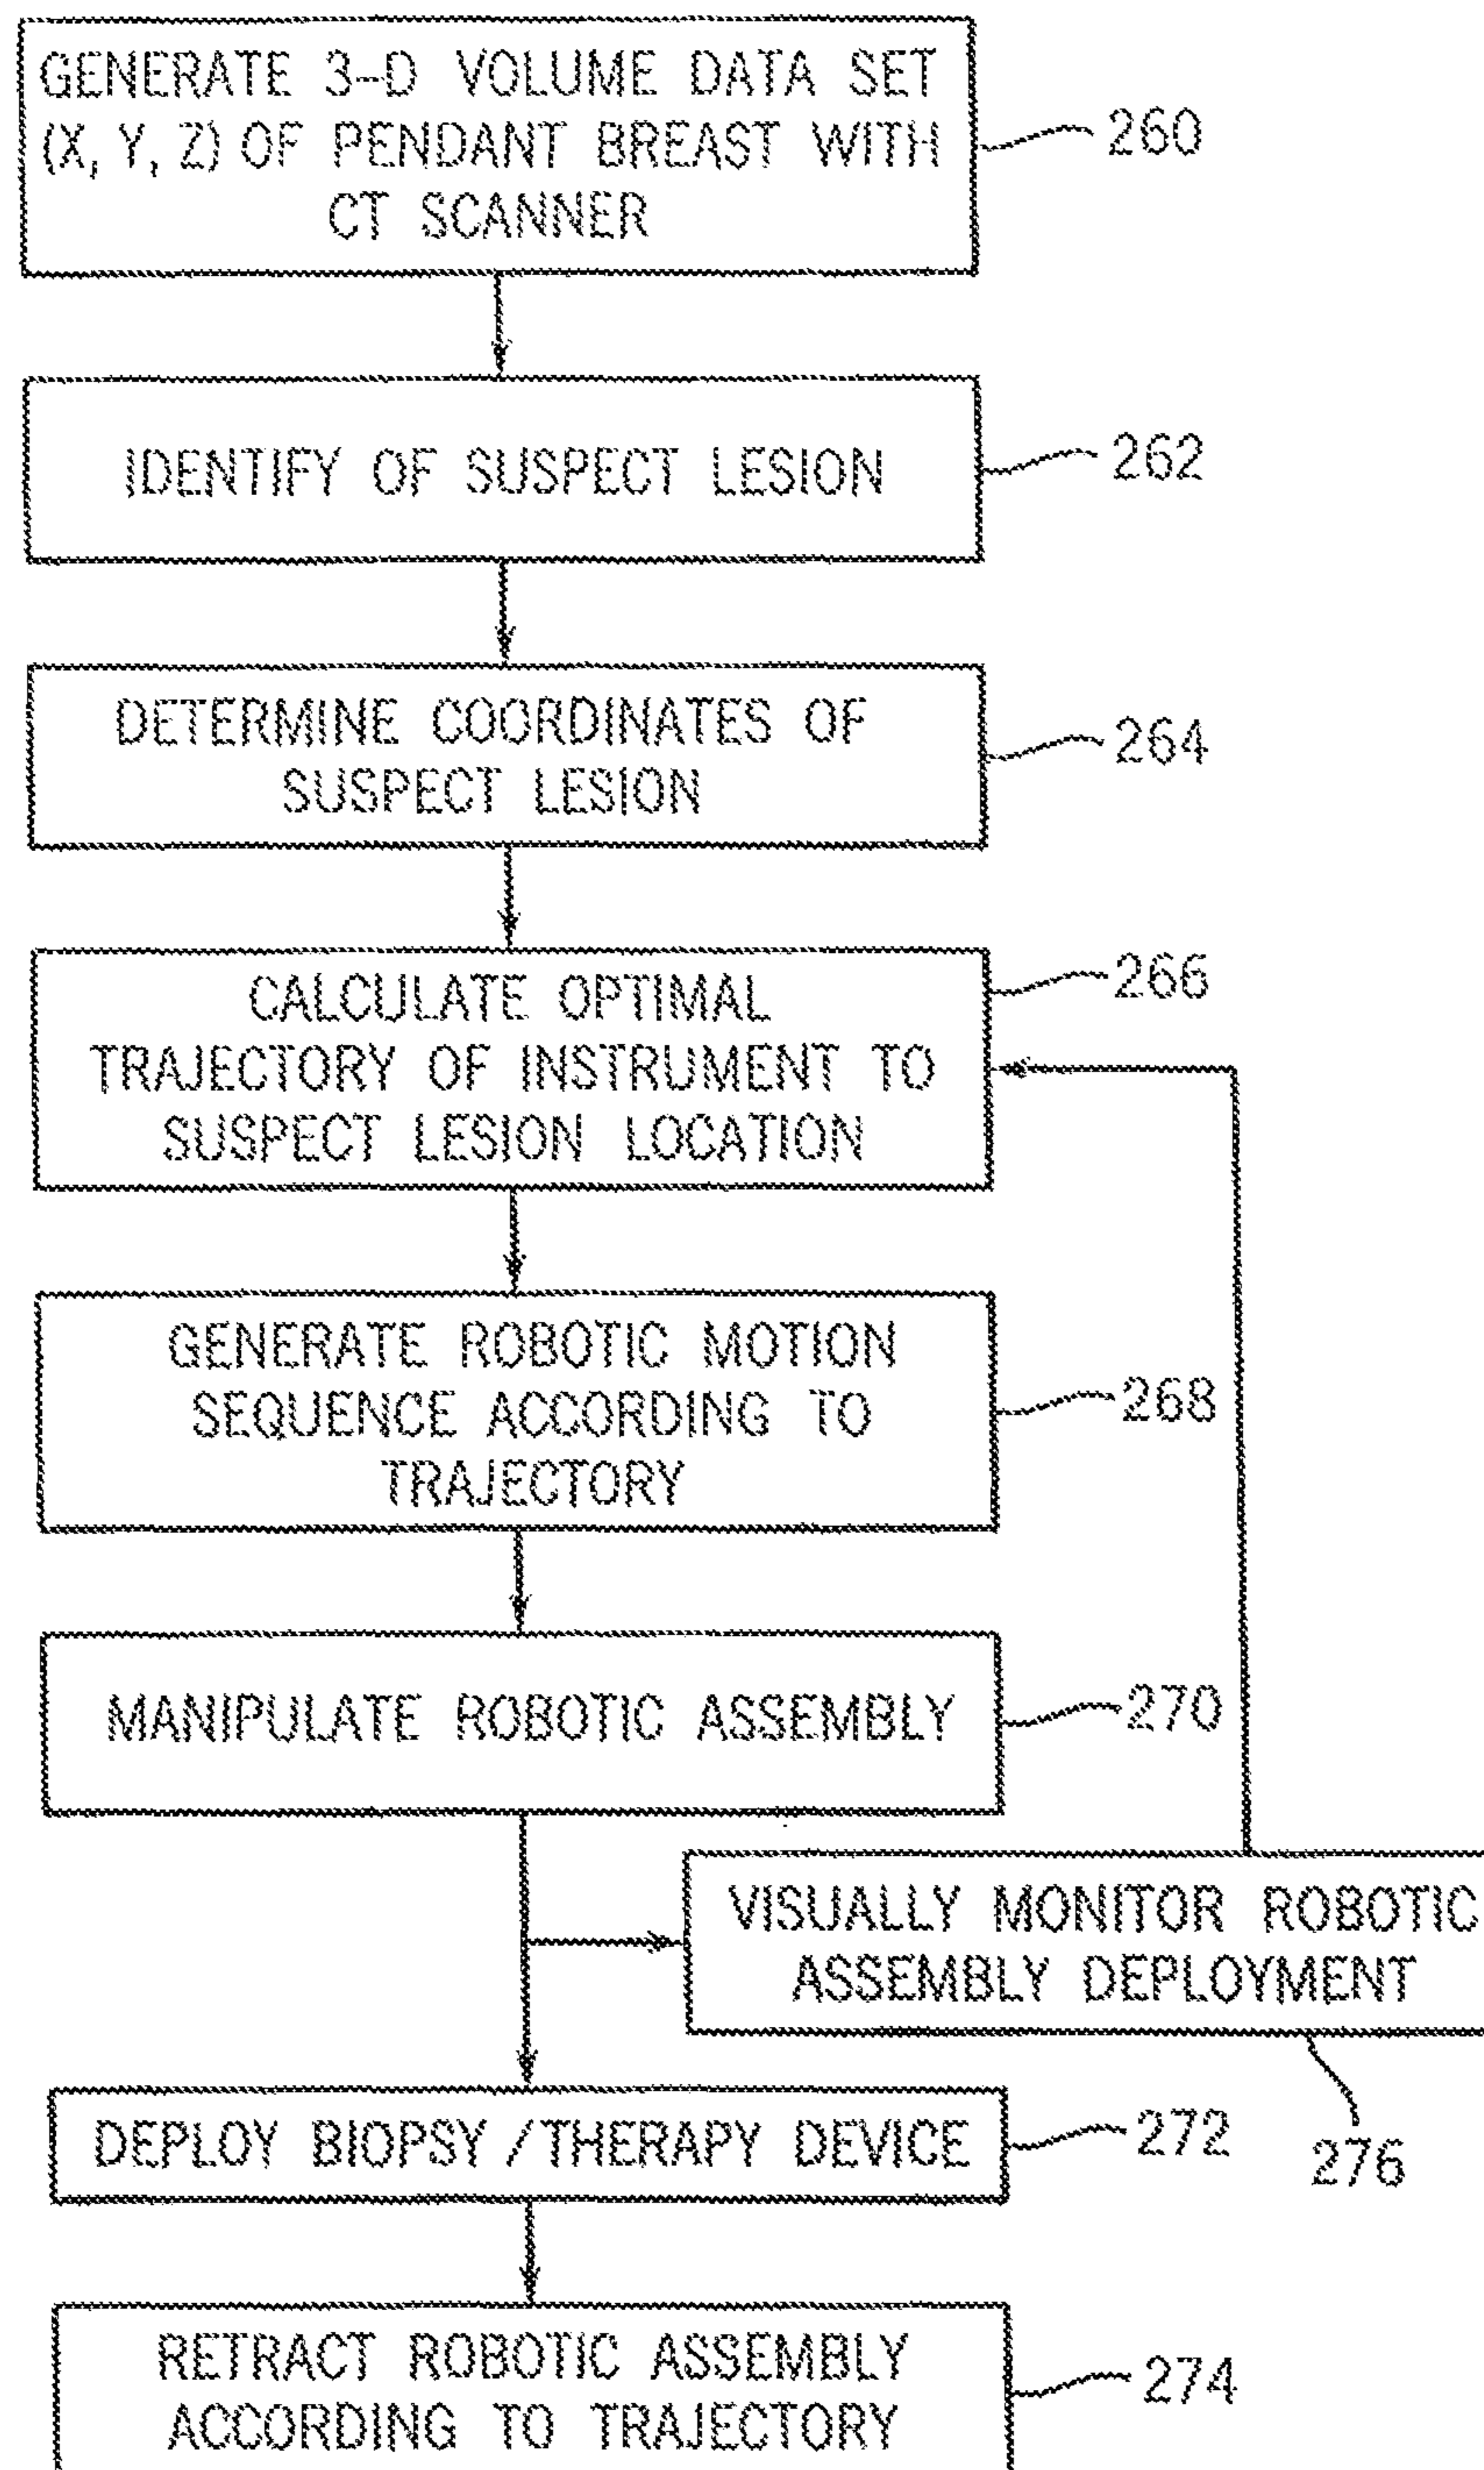 GENERATE 3-D VOLUME DATA SET
(X, Y, Z) OF PENDANT BREAST WITH
CT SCANNER
260
IDENTIFY OF SUSPECT LESION
262
DETERMINE COORDINATES OF
SUSPECT LESION
264
CALCULATE OPTIMAL
TRAJECTORY OF INSTRUMENT TO
SUSPECT LESION LOCATION
266
GENERATE ROBOTIC MOTION
SEQUENCE ACCORDING TO
TRAJECTORY
268
MANIPULATE ROBOTIC ASSEMBLY
270
VISUALLY MONITOR ROBOTIC
ASSEMBLY DEPLOYMENT
276
DEPLOY BIOPSY/THERAPY DEVICE
272
RETRACT ROBOTIC ASSEMBLY
ACCORDING TO TRAJECTORY
274